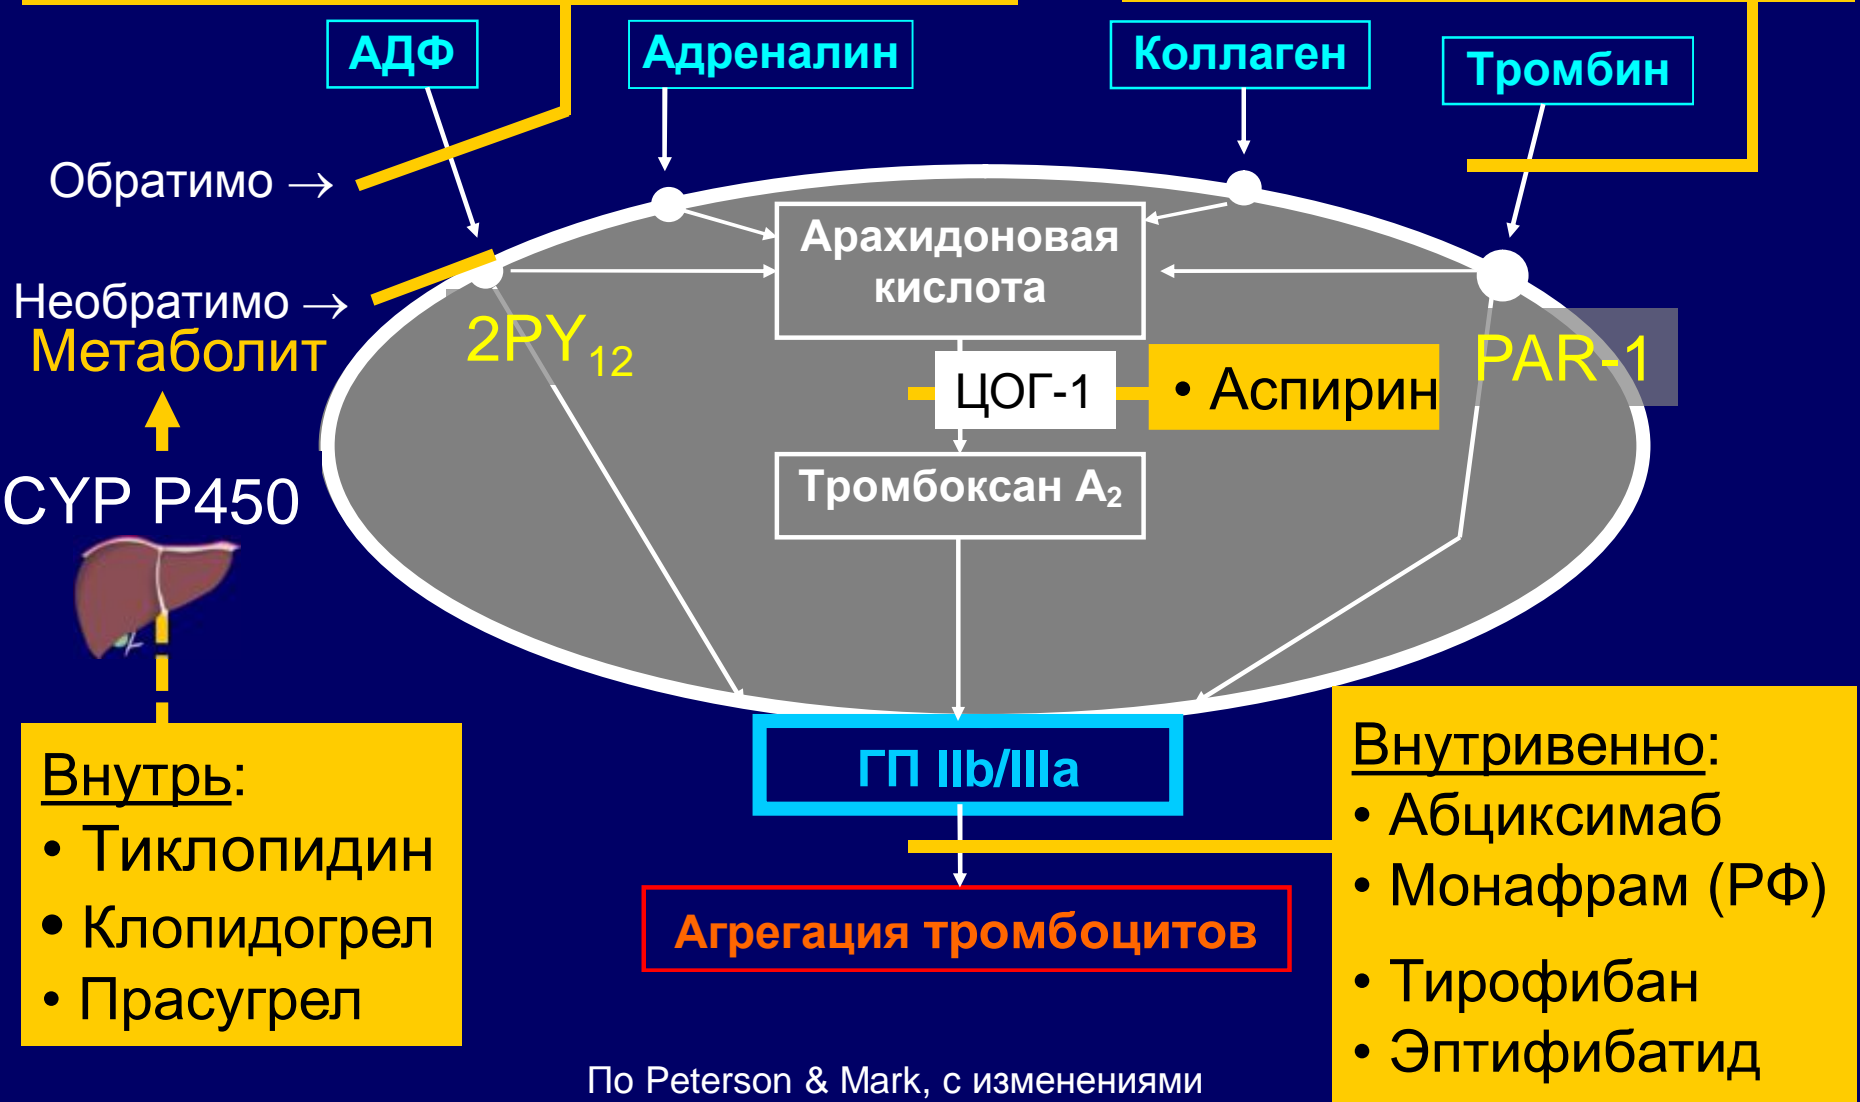 АДФ
Адреналин
Коллаген
Тромбин
Обратимо →
Необратимо →
Метаболит
CYP P450
2PY₁₂
Арахидоновая
кислота
PAR-1
ЦОГ-1
• Аспирин
Тромбоксан А₂
ГП IIb/IIIa
Агрегация тромбоцитов
Внутрь:
• Тиклопидин
• Клопидогрел
• Прасугрел
Внутривенно:
• Абциксимаб
• Монафрам (РФ)
• Тирофибан
• Эптифибатид
По Peterson & Mark, с изменениями